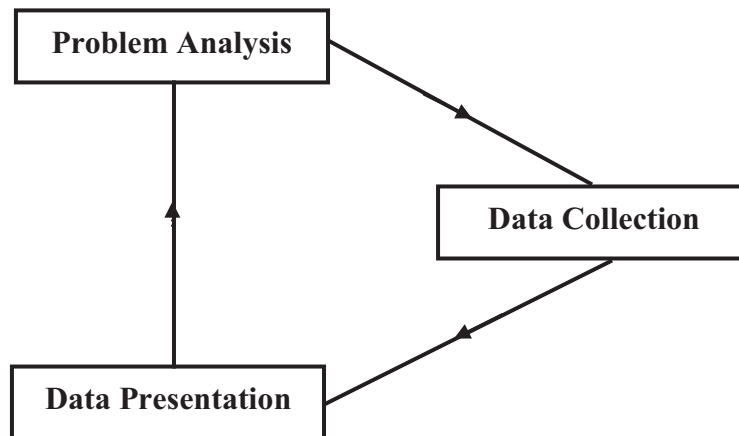 Problem Analysis
Data Collection
Data Presentation